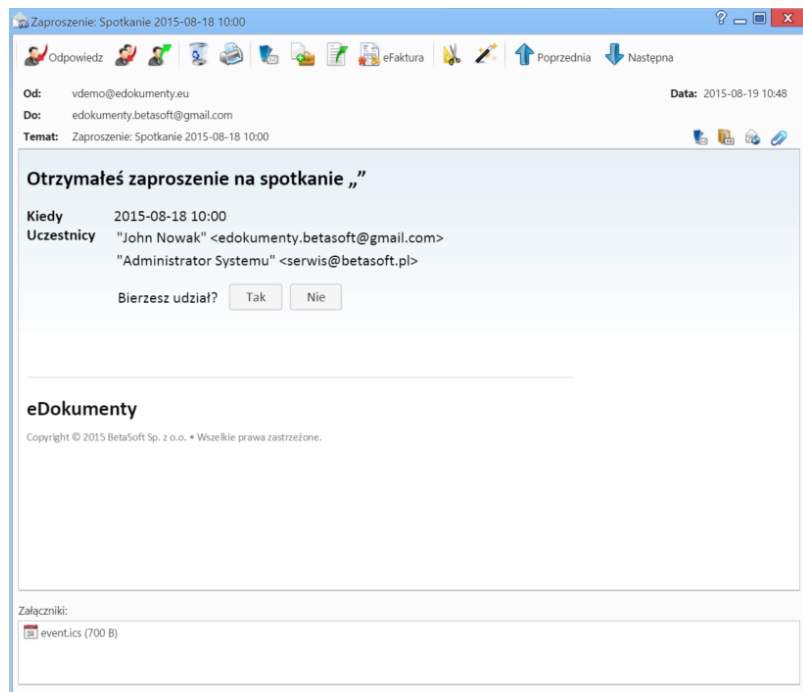 Zaproszenie: Spotkanie 2015-08-18 10:00
Odpowiedz eFaktura Poprzednia Następna
Od: vdemo@edokumenty.eu Data: 2015-08-19 10:48
Do: edokumenty.betasoft@gmail.com
Temat: Zaproszenie: Spotkanie 2015-08-18 10:00
Otrzymałeś zaproszenie na spotkanie „”
Kiedy 2015-08-18 10:00
Uczestnicy "John Nowak" <edokumenty.betasoft@gmail.com>
"Administrator Systemu" <serwis@betasoft.pl>
Bierzesz udział? Tak Nie
eDokumenty
Copyright © 2015 BetaSoft Sp. z o.o. • Wszelkie prawa zastrzeżone.
Załączniki:
event.ics (700 B)